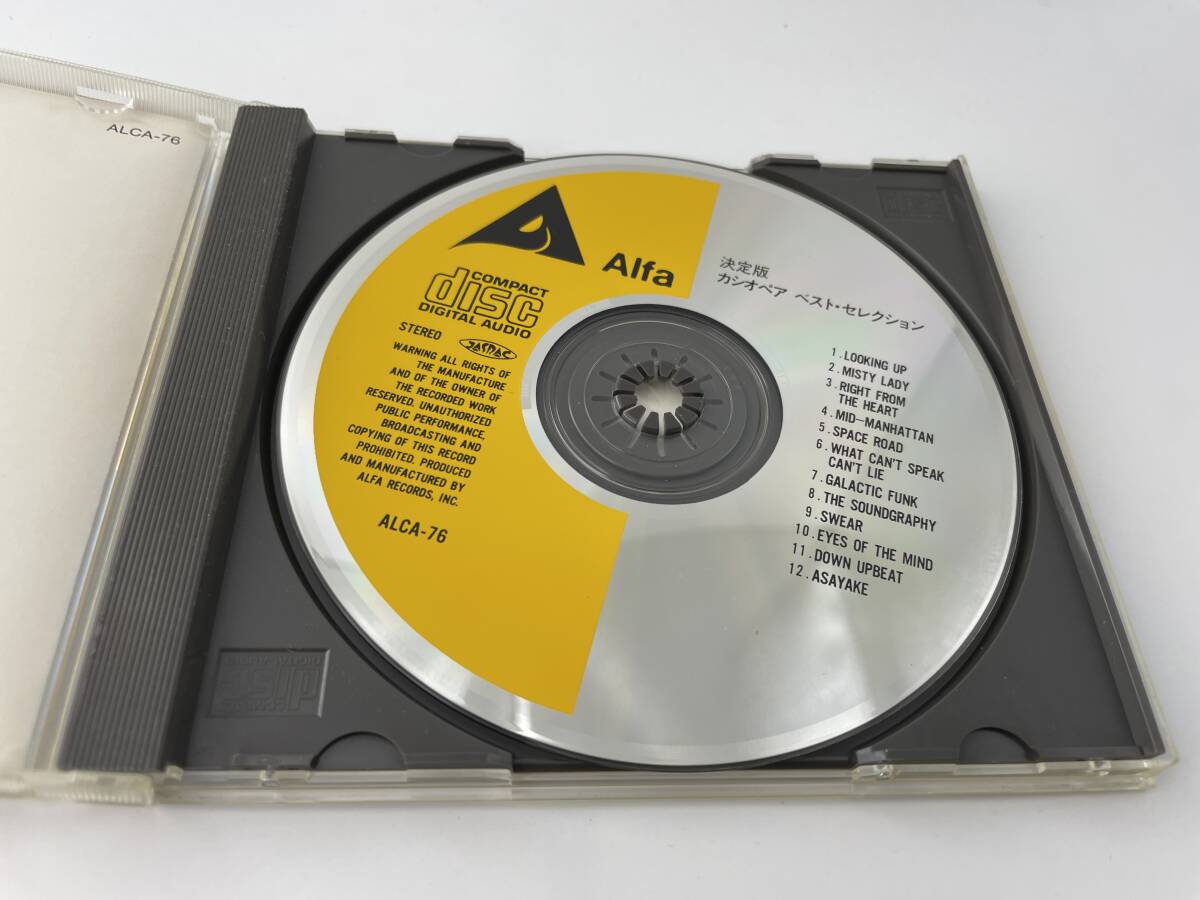 ALCA-76
Alfa
COMPACT
disc
DIGITAL AUDIO
STEREO
JASRAC
WARNING ALL RIGHTS OF
THE MANUFACTURE
AND OF THE OWNER OF
THE RECORDED WORK
RESERVED. UNAUTHORIZED
PUBLIC PERFORMANCE,
BROADCASTING AND
COPYING OF THIS RECORD
PROHIBITED. PRODUCED
AND MANUFACTURED BY
ALFA RECORDS, INC.
ALCA-76
決定版
カシオペア ベスト・セレクション
1. LOOKING UP
2. MISTY LADY
3. RIGHT FROM
THE HEART
4. MID-MANHATTAN
5. SPACE ROAD
6. WHAT CAN'T SPEAK
CAN'T LIE
7. GALACTIC FUNK
8. THE SOUNDGRAPHY
9. SWEAR
10. EYES OF THE MIND
11. DOWN UPBEAT
12. ASAYAKE
COMPACT
disc
DIGITAL AUDIO